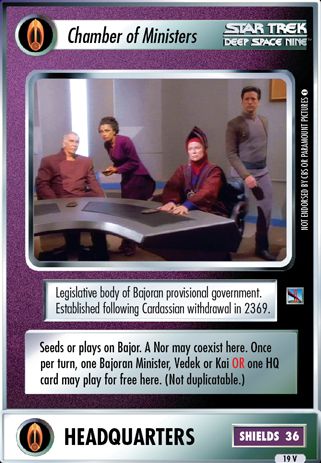 Chamber of Ministers
STAR TREK
DEEP SPACE NINE
NOT ENDORSED BY CBS OR PARAMOUNT PICTURES
Legislative body of Bajoran provisional government.
Established following Cardassian withdrawal in 2369.
Seeds or plays on Bajor. A Nor may coexist here. Once
per turn, one Bajoran Minister, Vedek or Kai OR one HQ
card may play for free here. (Not duplicatable.)
HEADQUARTERS
SHIELDS 36
19 V